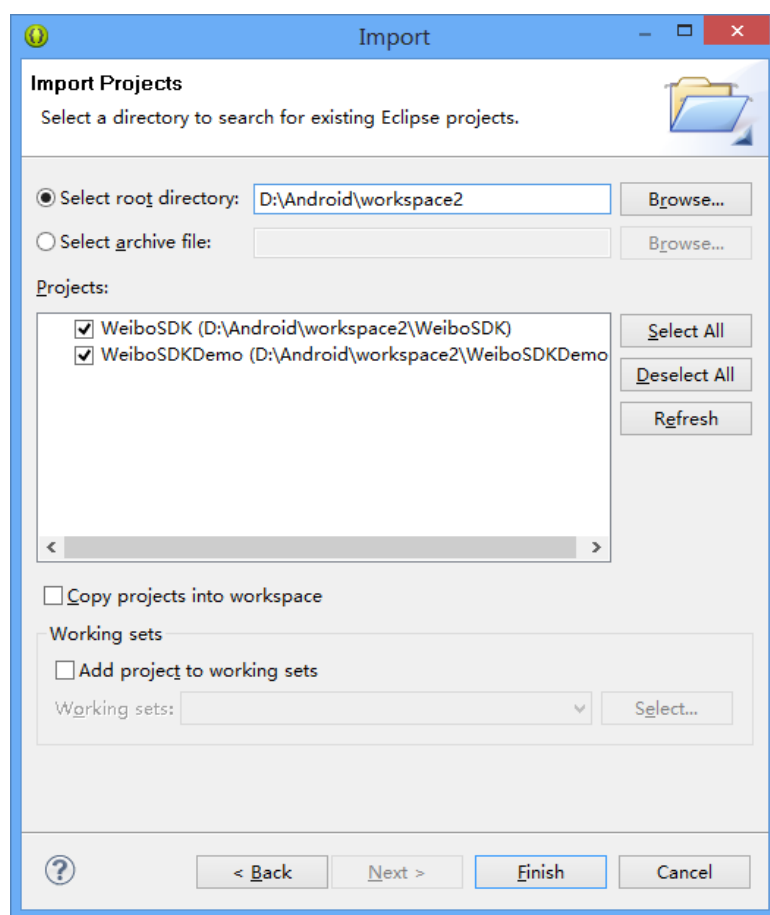 Import
Import Projects
Select a directory to search for existing Eclipse projects.
Select root directory: D:\Android\workspace2 Browse...
Select archive file: Browse...
Projects:
WeiboSDK (D:\Android\workspace2\WeiboSDK)
WeiboSDKDemo (D:\Android\workspace2\WeiboSDKDemo
Select All
Deselect All
Refresh
Copy projects into workspace
Working sets
Add project to working sets
Working sets: Select...
? < Back Next > Finish Cancel